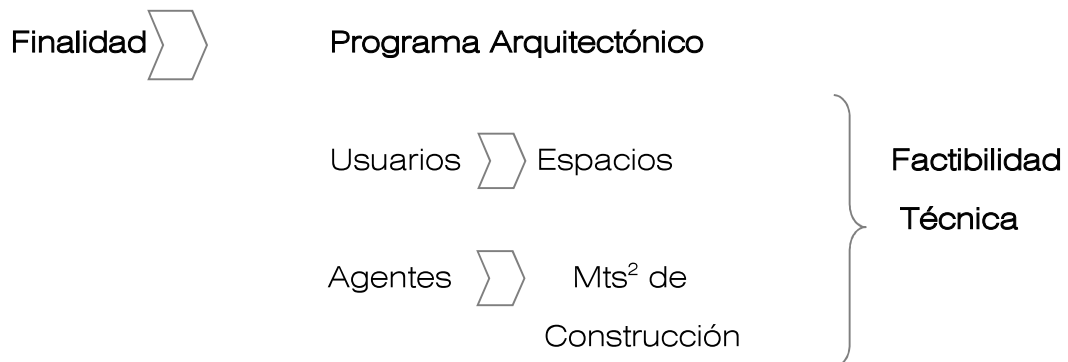 Finalidad
Programa Arquitectónico
Usuarios
Espacios
Factibilidad
Técnica
Agentes
Mts² de
Construcción